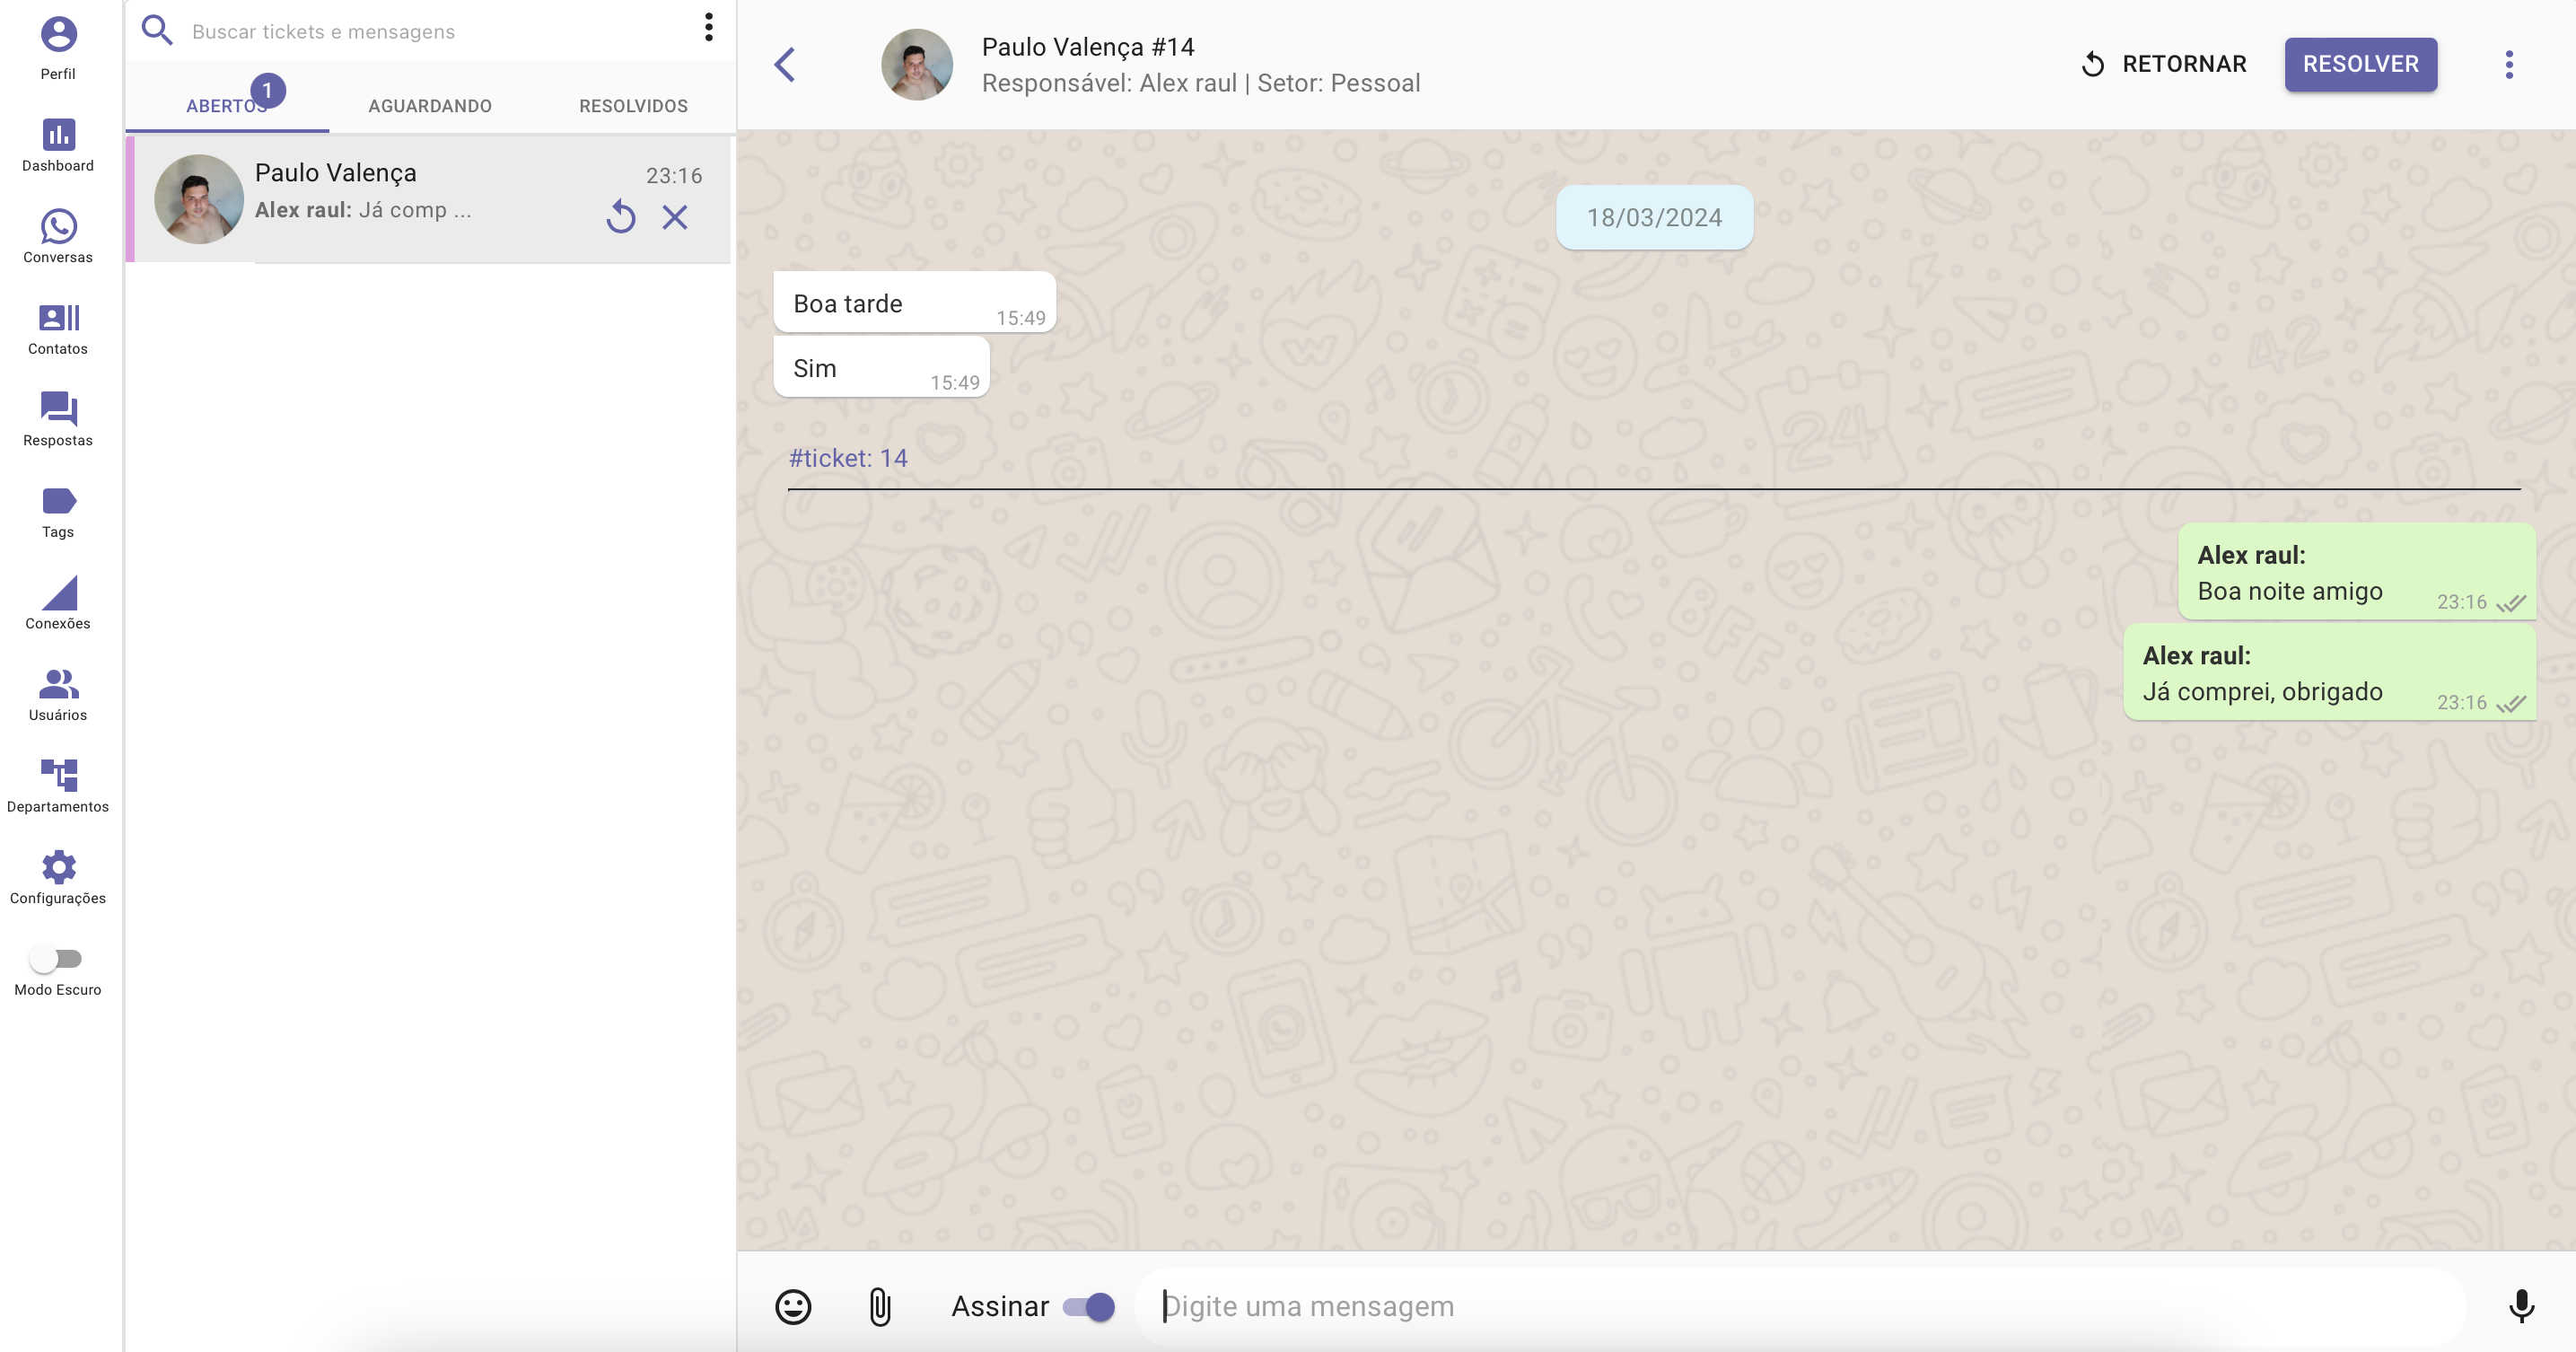 Perfil
Dashboard
Conversas
Contatos
Respostas
Tags
Conexões
Usuários
Departamentos
Configurações
Modo Escuro
Buscar tickets e mensagens
ABERTOS
1
AGUARDANDO
RESOLVIDOS
Paulo Valença
23:16
Alex raul: Já comp ...
Paulo Valença #14
Responsável: Alex raul | Setor: Pessoal
RETORNAR
RESOLVER
18/03/2024
Boa tarde
15:49
Sim
15:49
#ticket: 14
Alex raul:
Boa noite amigo
23:16
Alex raul:
Já comprei, obrigado
23:16
Assinar
Digite uma mensagem